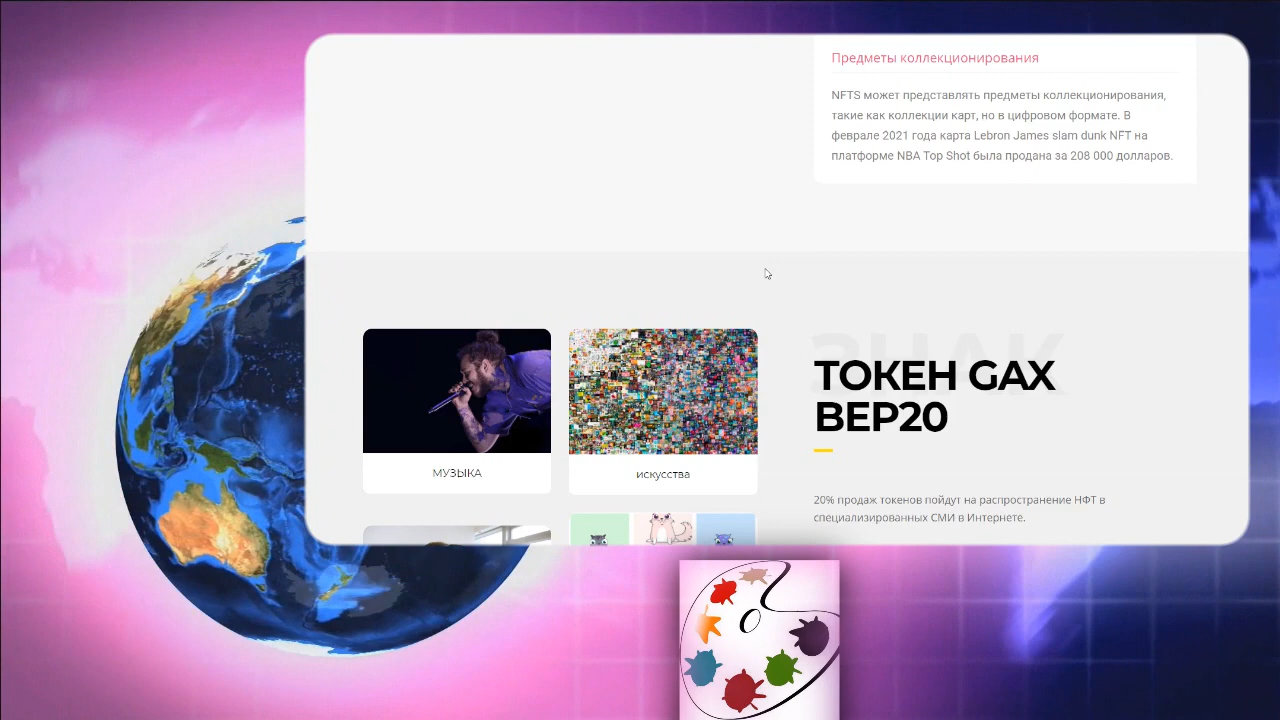 Предметы коллекционирования
NFTS может представлять предметы коллекционирования,
такие как коллекции карт, но в цифровом формате. В
феврале 2021 года карта Lebron James slam dunk NFT на
платформе NBA Top Shot была продана за 208 000 долларов.
ЗНАК
ТОКЕН GAX
BEP20
МУЗЫКА
искусства
20% продаж токенов пойдут на распространение НФТ в
специализированных СМИ в Интернете.